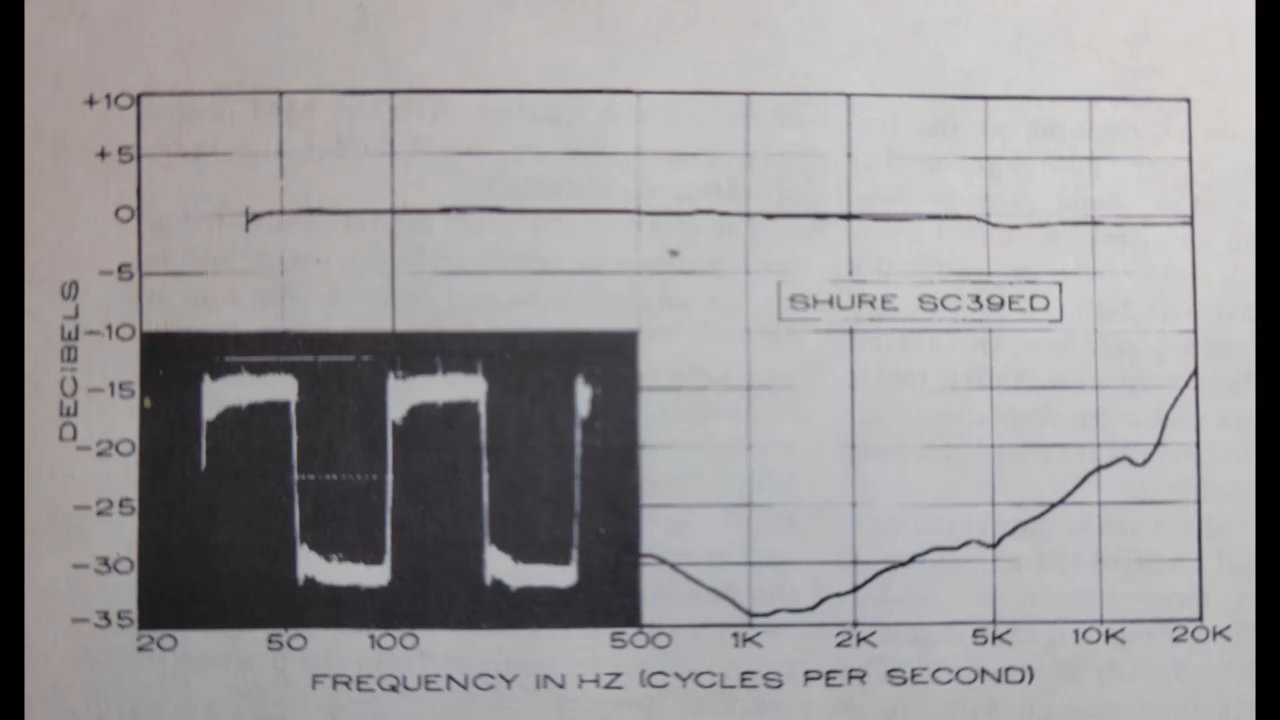 +10
+5
0
-5
SHURE SC39ED
-10
-15
-20
-25
-30
-35
DECIBELS
20 50 100 500 1K 2K 5K 10K 20K
FREQUENCY IN HZ (CYCLES PER SECOND)